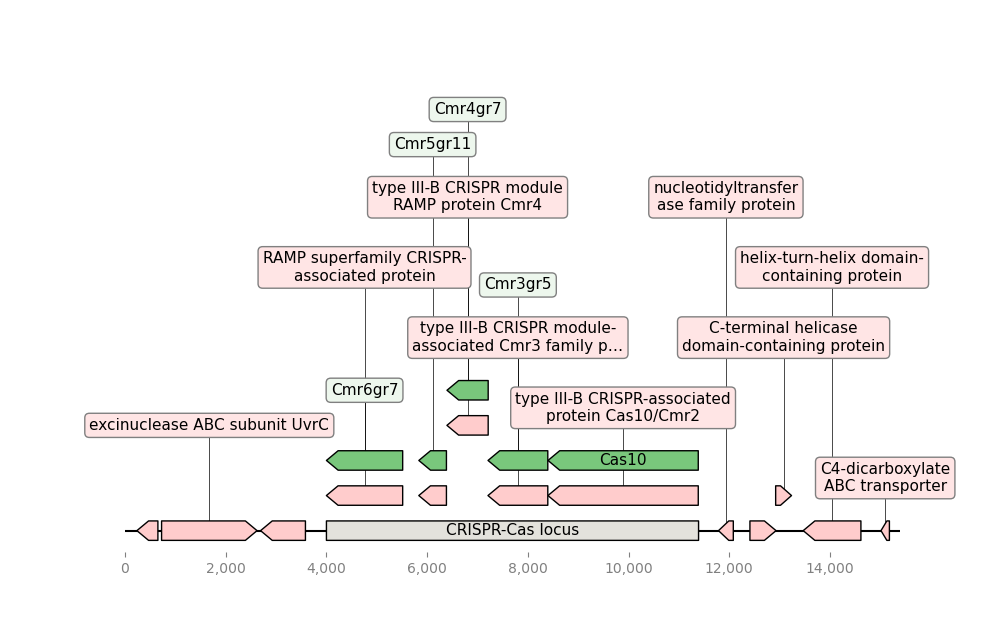 Cmr4gr7
Cmr5gr11
type III-B CRISPR module
RAMP protein Cmr4
nucleotidyltransfer
ase family protein
RAMP superfamily CRISPR-
associated protein
helix-turn-helix domain-
containing protein
Cmr3gr5
type III-B CRISPR module-
associated Cmr3 family p…
C-terminal helicase
domain-containing protein
Cmr6gr7
type III-B CRISPR-associated
protein Cas10/Cmr2
excinuclease ABC subunit UvrC
Cas10
C4-dicarboxylate
ABC transporter
CRISPR-Cas locus
0 2,000 4,000 6,000 8,000 10,000 12,000 14,000